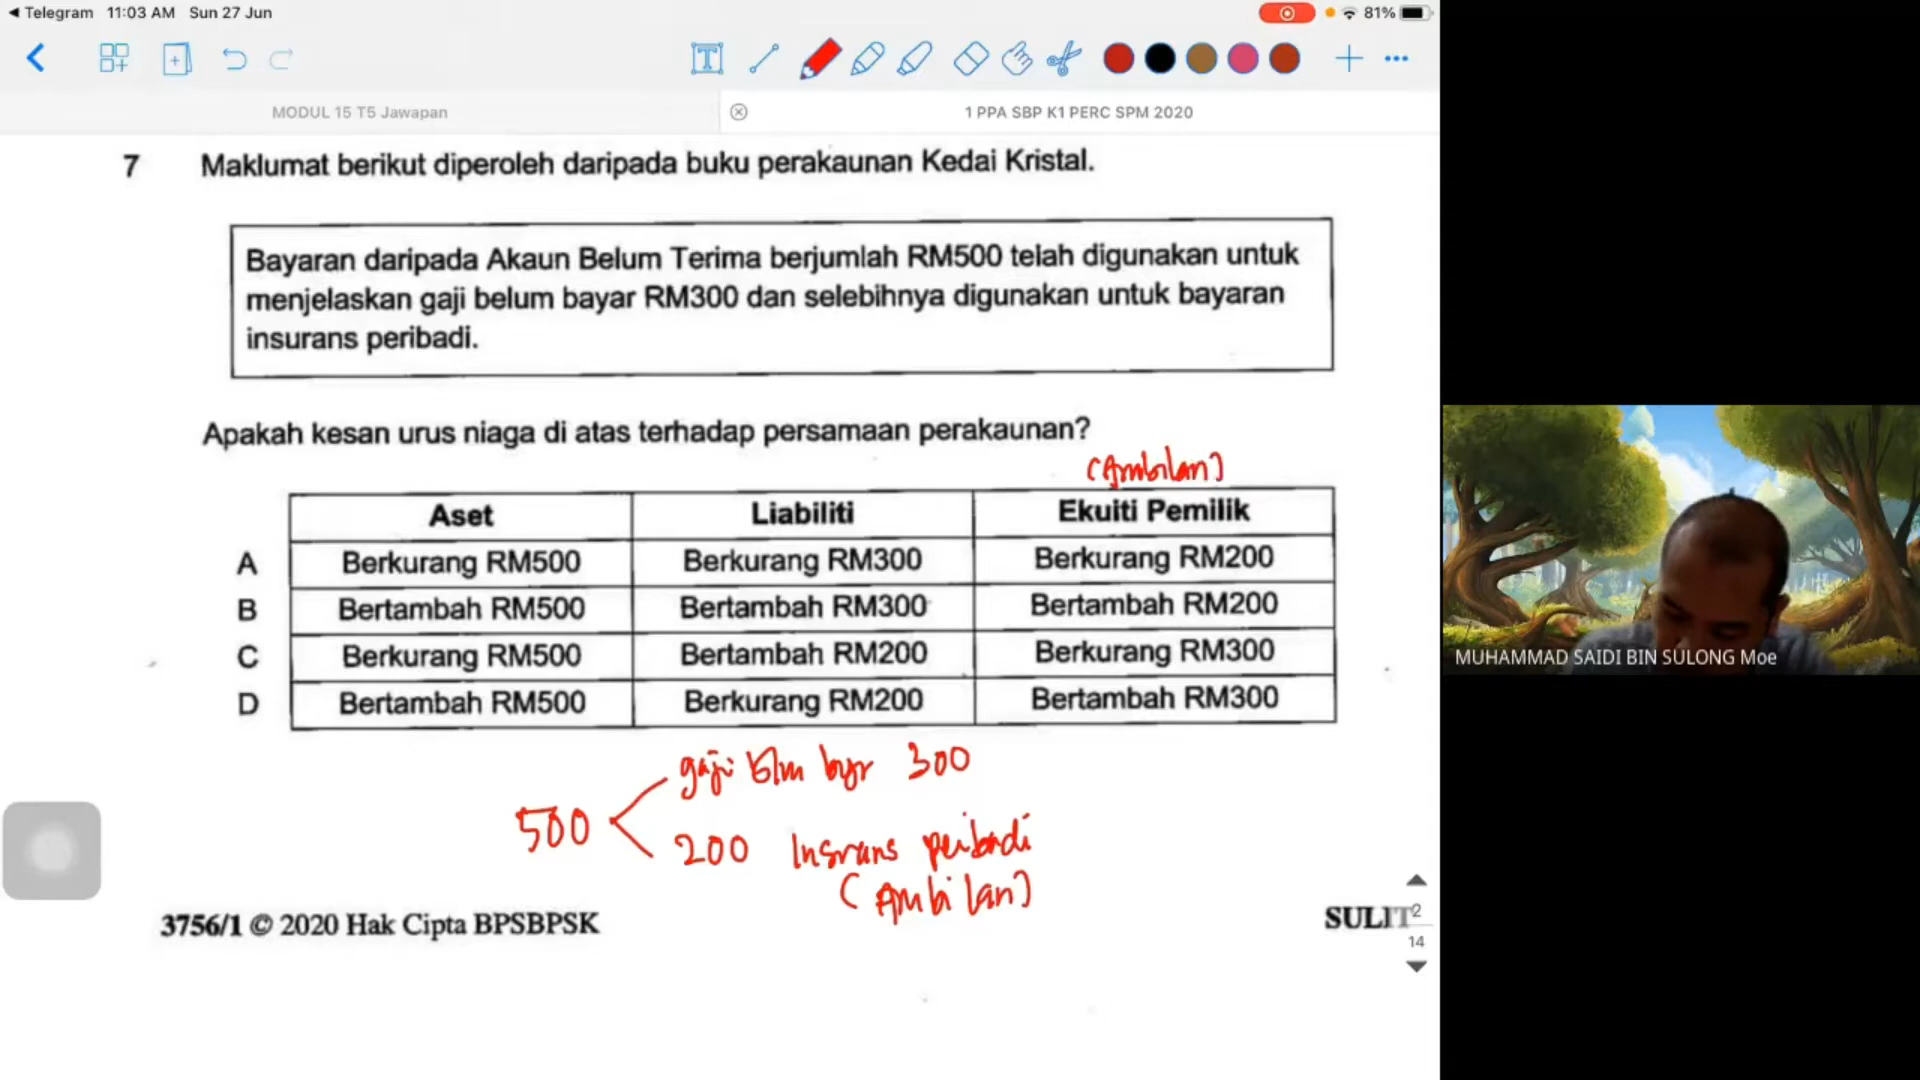 Telegram 11:03 AM Sun 27 Jun 81%
MODUL 15 T5 Jawapan
1 PPA SBP K1 PERC SPM 2020
7 Maklumat berikut diperoleh daripada buku perakaunan Kedai Kristal.
Bayaran daripada Akaun Belum Terima berjumlah RM500 telah digunakan untuk
menjelaskan gaji belum bayar RM300 dan selebihnya digunakan untuk bayaran
insurans peribadi.
Apakah kesan urus niaga di atas terhadap persamaan perakaunan?
(Ambilan)
Aset Liabiliti Ekuiti Pemilik
A Berkurang RM500 Berkurang RM300 Berkurang RM200
B Bertambah RM500 Bertambah RM300 Bertambah RM200
C Berkurang RM500 Bertambah RM200 Berkurang RM300
D Bertambah RM500 Berkurang RM200 Bertambah RM300
gaji blm byr 300
500
200 Insrans peribadi
(Ambilan)
3756/1 © 2020 Hak Cipta BPSBPSK
SULIT
2
14
MUHAMMAD SAIDI BIN SULONG Moe